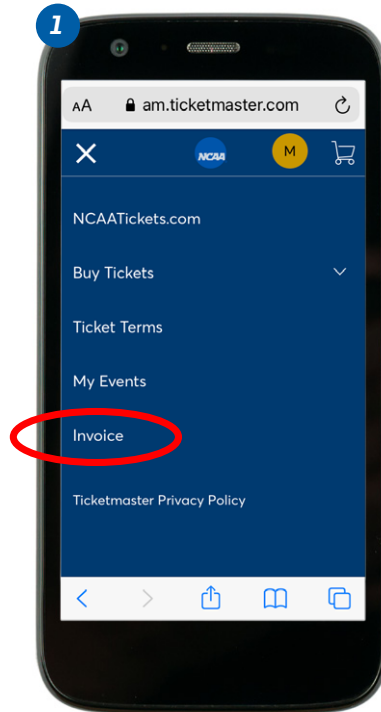 1
AA am.ticketmaster.com
NCAA M
NCAATickets.com
Buy Tickets
Ticket Terms
My Events
Invoice
Ticketmaster Privacy Policy